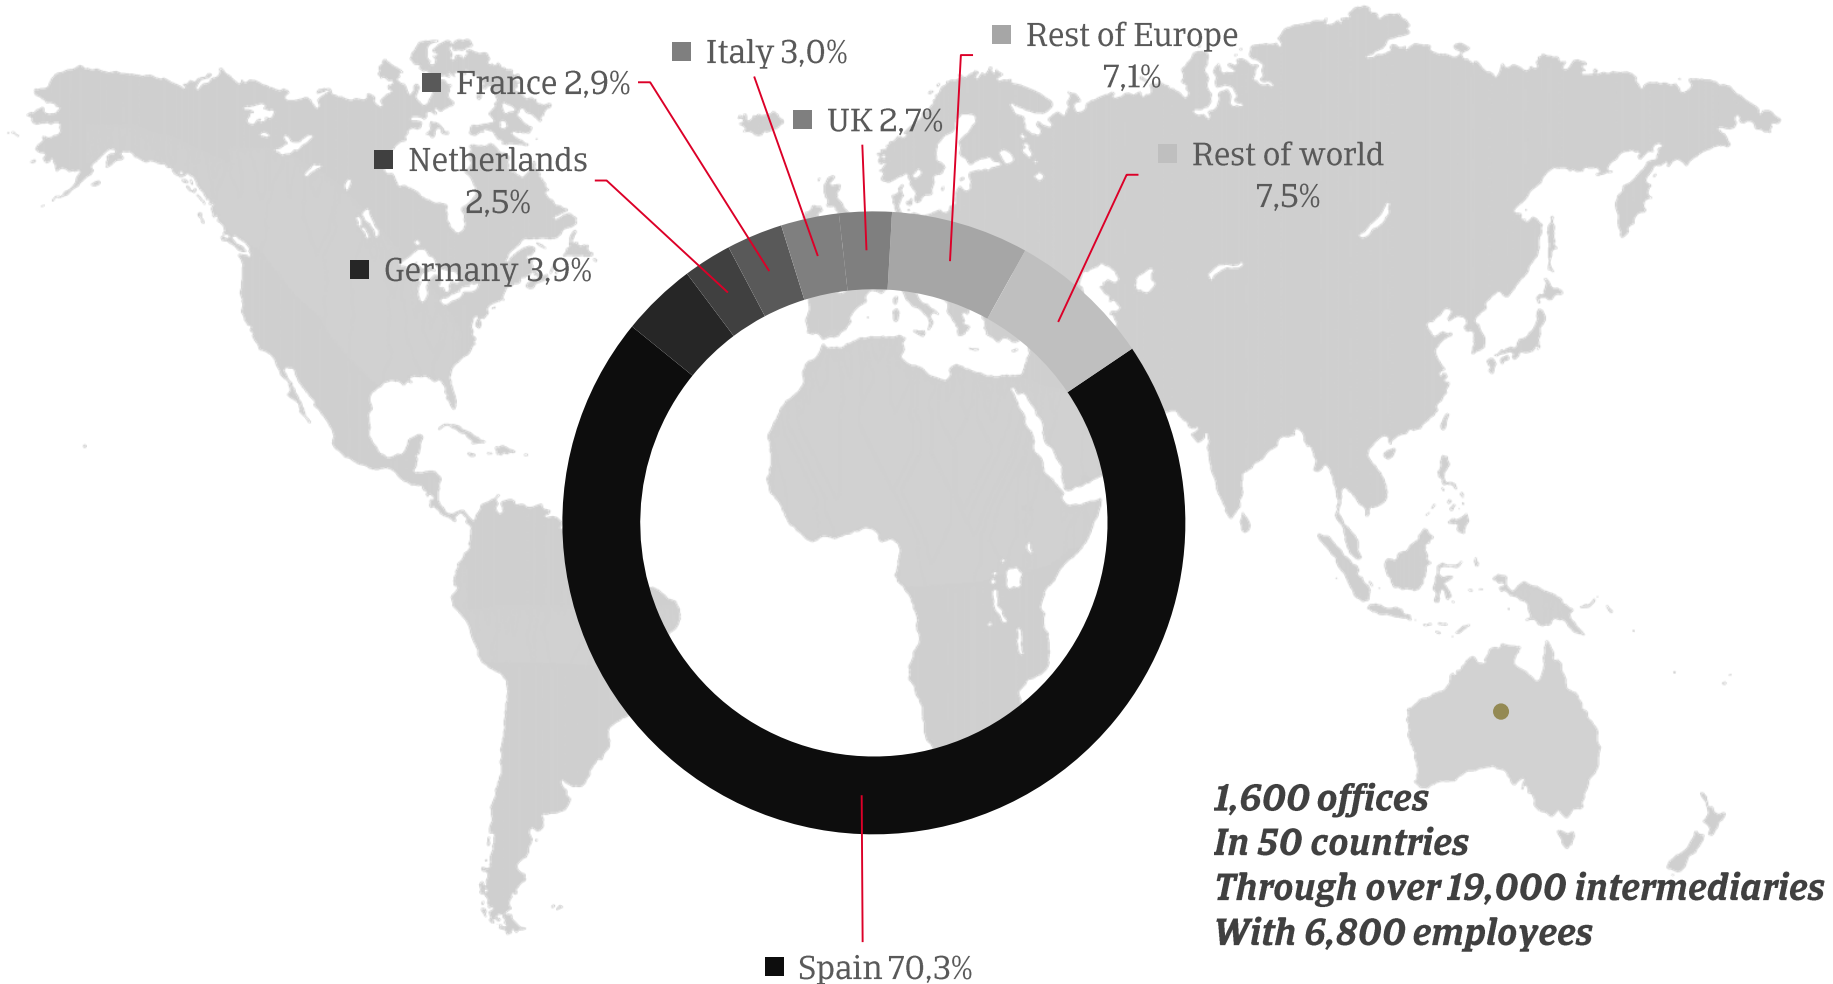 Rest of Europe
7,1%
Italy 3,0%
France 2,9%
UK 2,7%
Netherlands
2,5%
Rest of world
7,5%
Germany 3,9%
1,600 offices
In 50 countries
Through over 19,000 intermediaries
With 6,800 employees
Spain 70,3%